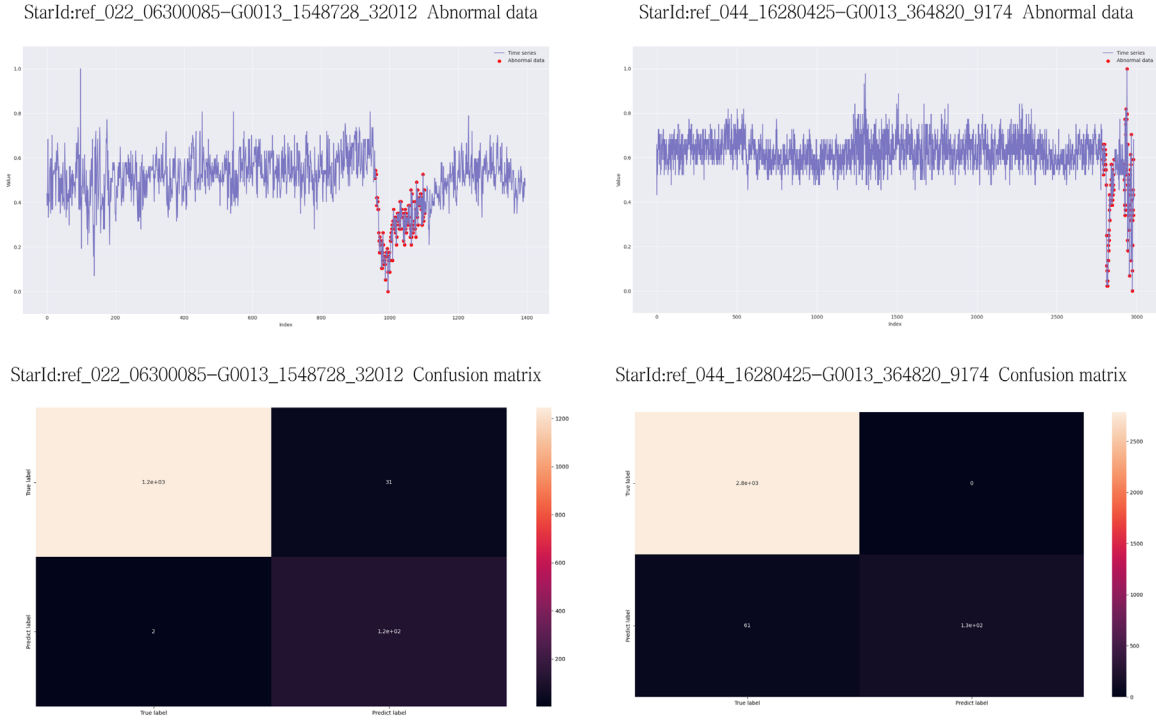 StarId:ref_022_06300085-G0013_1548728_32012 Abnormal data
Time series
Abnormal data
1.0
0.8
0.6
0.4
0.2
0.0
Value
0
200
400
600
800
1000
1200
1400
Index
StarId:ref_044_16280425-G0013_364820_9174 Abnormal data
Time series
Abnormal data
1.0
0.8
0.6
0.4
0.2
0.0
Value
0
500
1000
1500
2000
2500
3000
Index
StarId:ref_022_06300085-G0013_1548728_32012 Confusion matrix
True label
Predict label
1.2e+03
31
2
1.2e+02
True label
Predict label
1200
1000
800
600
400
200
StarId:ref_044_16280425-G0013_364820_9174 Confusion matrix
True label
Predict label
2.8e+03
0
61
1.3e+02
True label
Predict label
2500
2000
1500
1000
500
0